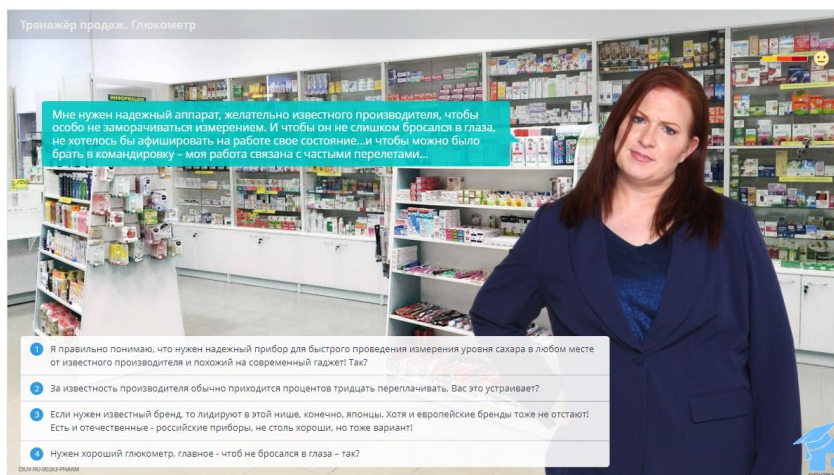 Тренажёр продаж. Глюкометр
ИНФОРМАЦИЯ
Мне нужен надежный аппарат, желательно известного производителя, чтобы
особо не заморачиваться измерением. И чтобы он не слишком бросался в глаза,
не хотелось бы афишировать на работе свое состояние...и чтобы можно было
брать в командировку – моя работа связана с частыми перелетами...
1 Я правильно понимаю, что нужен надежный прибор для быстрого проведения измерения уровня сахара в любом месте
от известного производителя и похожий на современный гаджет! Так?
2 За известность производителя обычно приходится процентов тридцать переплачивать. Вас это устраивает?
3 Если нужен известный бренд, то лидируют в этой нише, конечно, японцы. Хотя и европейские бренды тоже не отстают!
Есть и отечественные - российские приборы, не столь хороши, но тоже вариант!
4 Нужен хороший глюкометр, главное - чтоб не бросался в глаза – так?